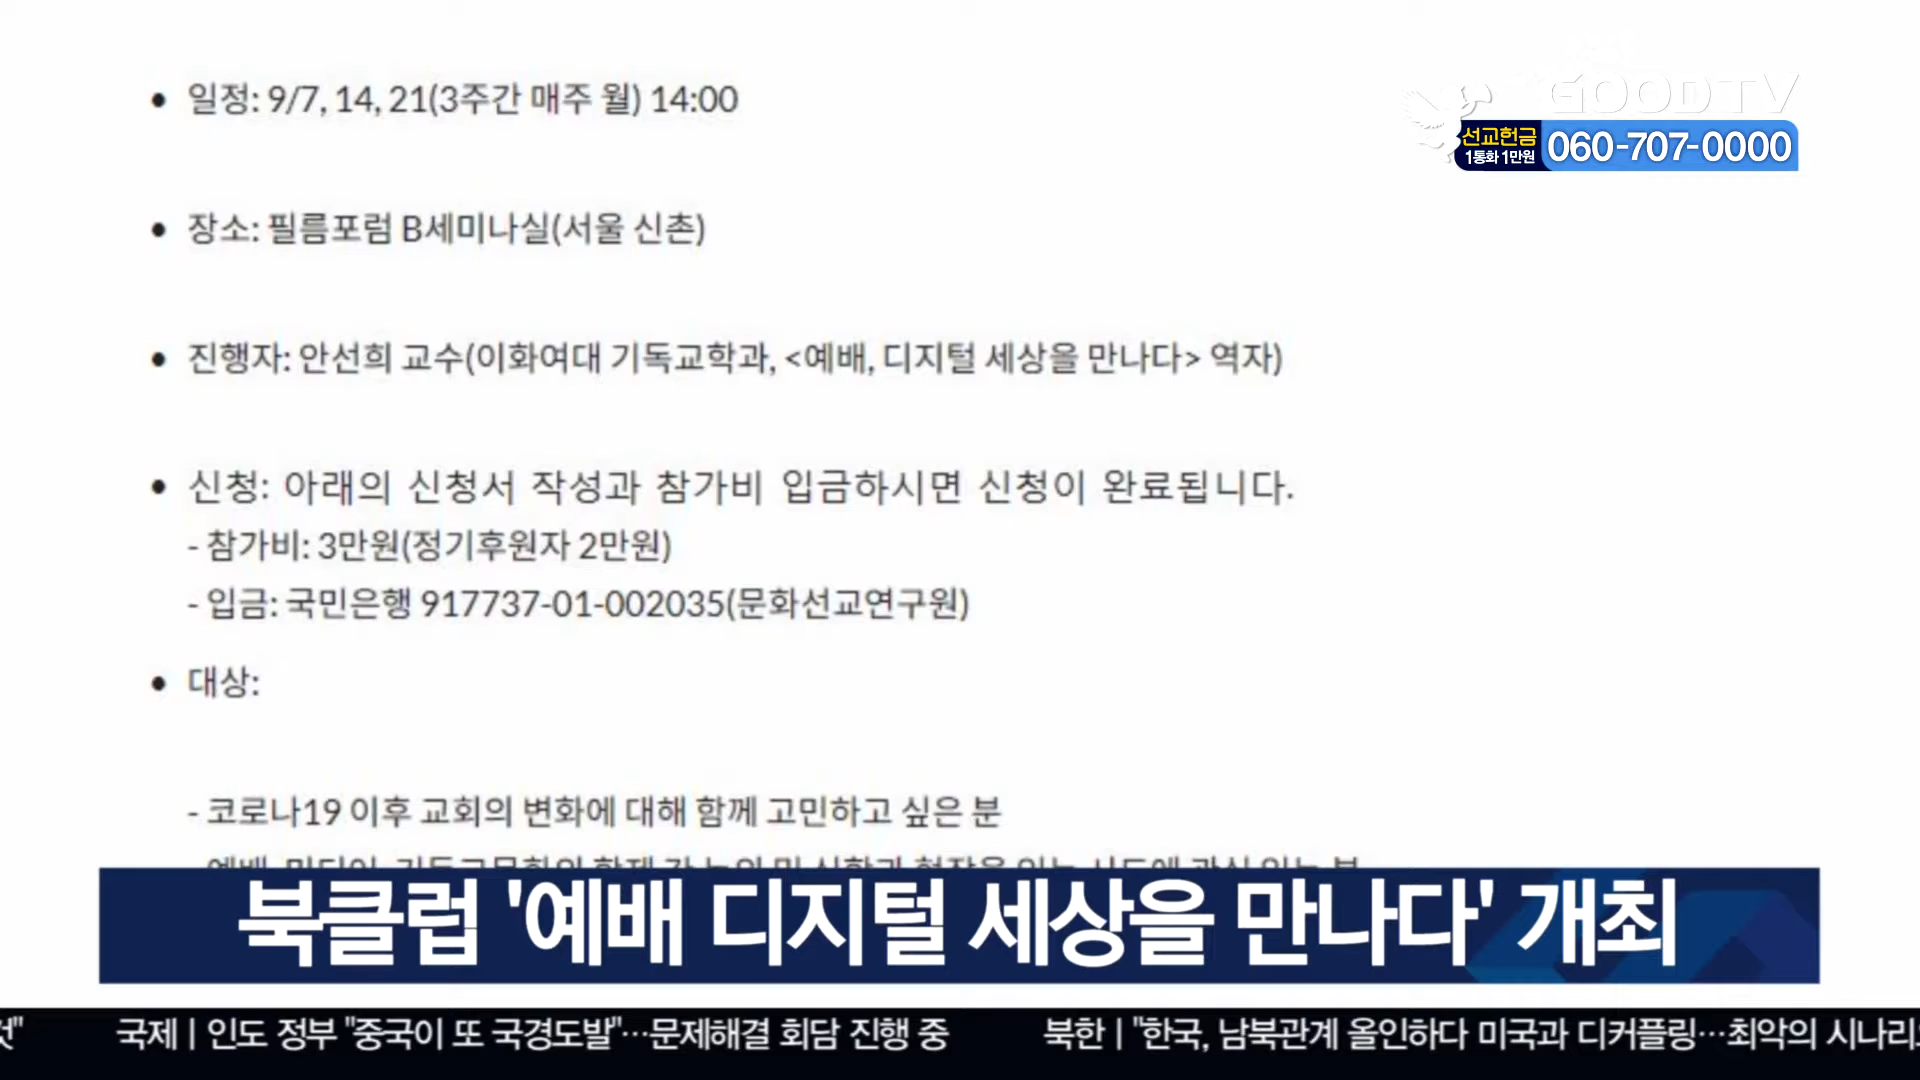 일정: 9/7, 14, 21(3주간 매주 월) 14:00
GOODTV
선교헌금
1통화 1만원
060-707-0000
장소: 필름포럼 B세미나실(서울 신촌)
진행자: 안선희 교수(이화여대 기독교학과, <예배, 디지털 세상을 만나다> 역자)
신청: 아래의 신청서 작성과 참가비 입금하시면 신청이 완료됩니다.
- 참가비: 3만원(정기후원자 2만원)
- 입금: 국민은행 917737-01-002035(문화선교연구원)
대상:
- 코로나19 이후 교회의 변화에 대해 함께 고민하고 싶은 분
북클럽 '예배 디지털 세상을 만나다' 개최
것" 국제 | 인도 정부 "중국이 또 국경도발"…문제해결 회담 진행 중 북한 | "한국, 남북관계 올인하다 미국과 디커플링…최악의 시나리